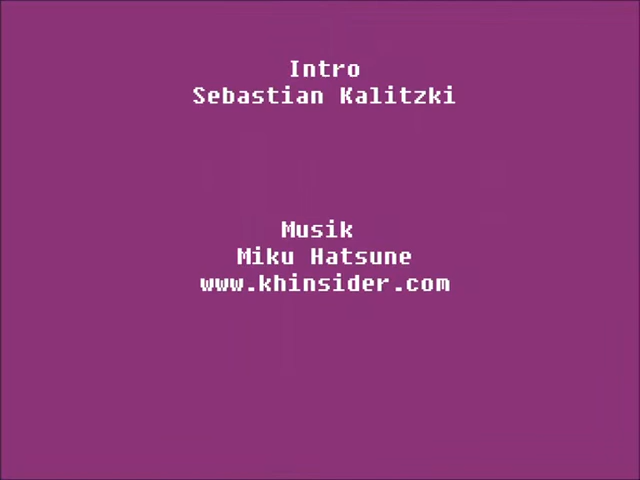 Intro
Sebastian Kalitzki
Musik
Miku Hatsune
www.khinsider.com